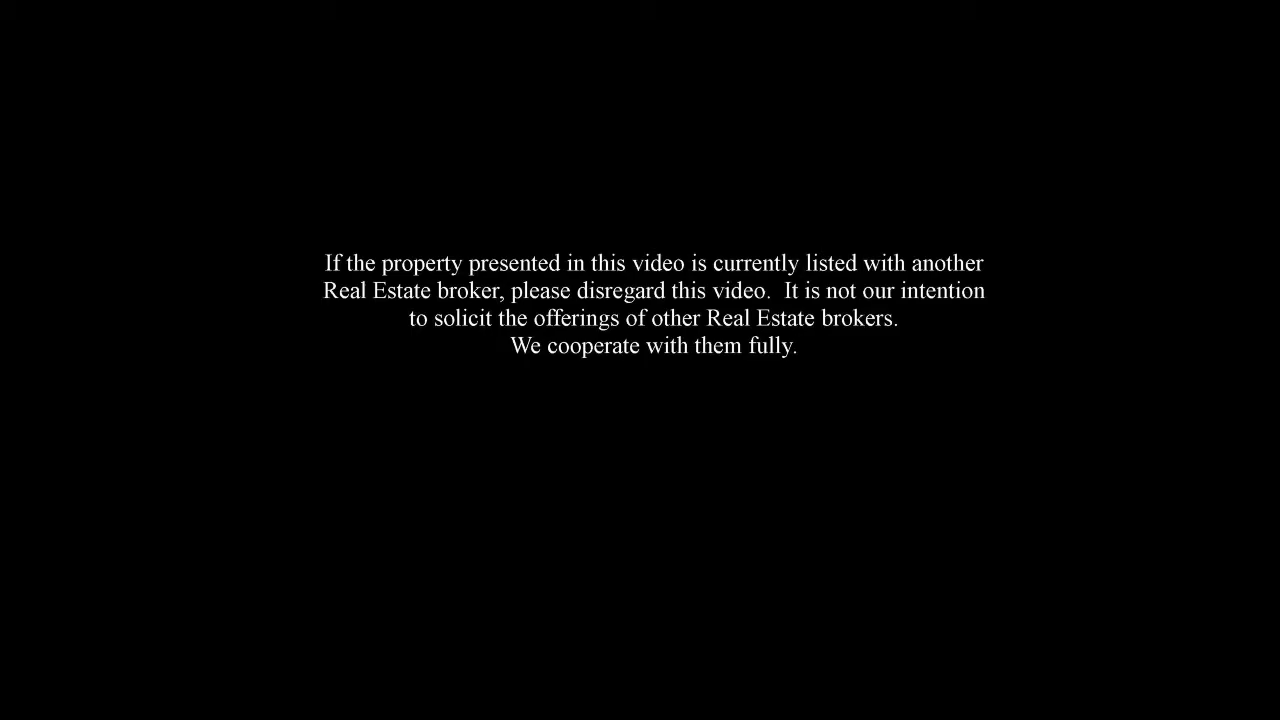 If the property presented in this video is currently listed with another
Real Estate broker, please disregard this video.  It is not our intention
to solicit the offerings of other Real Estate brokers.
We cooperate with them fully.